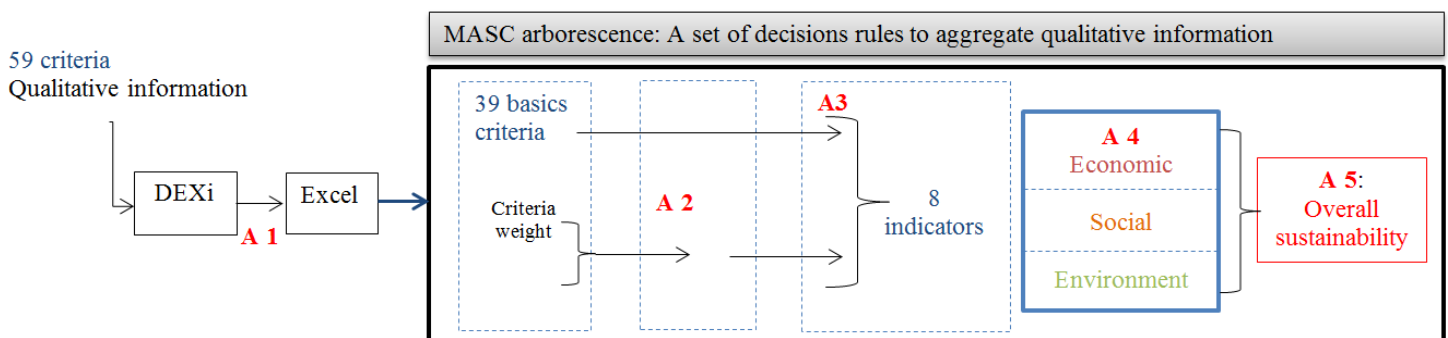 MASC arborescence: A set of decisions rules to aggregate qualitative information
59 criteria
Qualitative information
DEXi
A 1
Excel
39 basics
criteria
Criteria
weight
A 2
A3
8
indicators
A 4
Economic
Social
Environment
A 5:
Overall
sustainability